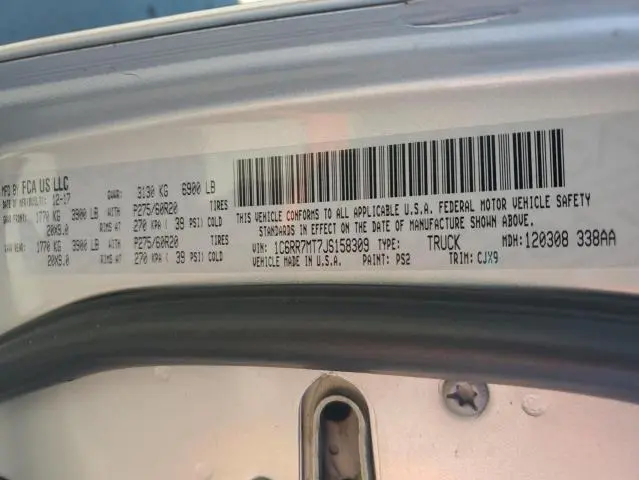 MFD BY FCA US LLC
DATE OF MFR(BUILT): 12-17 GVWR: 3130 KG 6900 LB
GAWR FRONT: 1770 KG 3900 LB WITH P275/60R20 TIRES
20X8.0 RIMS AT 270 KPA ( 39 PSI) COLD
GAWR REAR: 1770 KG 3900 LB WITH P275/60R20 TIRES
20X8.0 RIMS AT 270 KPA ( 39 PSI) COLD
THIS VEHICLE CONFORMS TO ALL APPLICABLE U.S.A. FEDERAL MOTOR VEHICLE SAFETY
STANDARDS IN EFFECT ON THE DATE OF MANUFACTURE SHOWN ABOVE.
VIN: 1C6RR7MT7JS158309 TYPE: TRUCK MDH: 120308 338AA
VEHICLE MADE IN U.S.A. PAINT: PS2 TRIM: CJX9